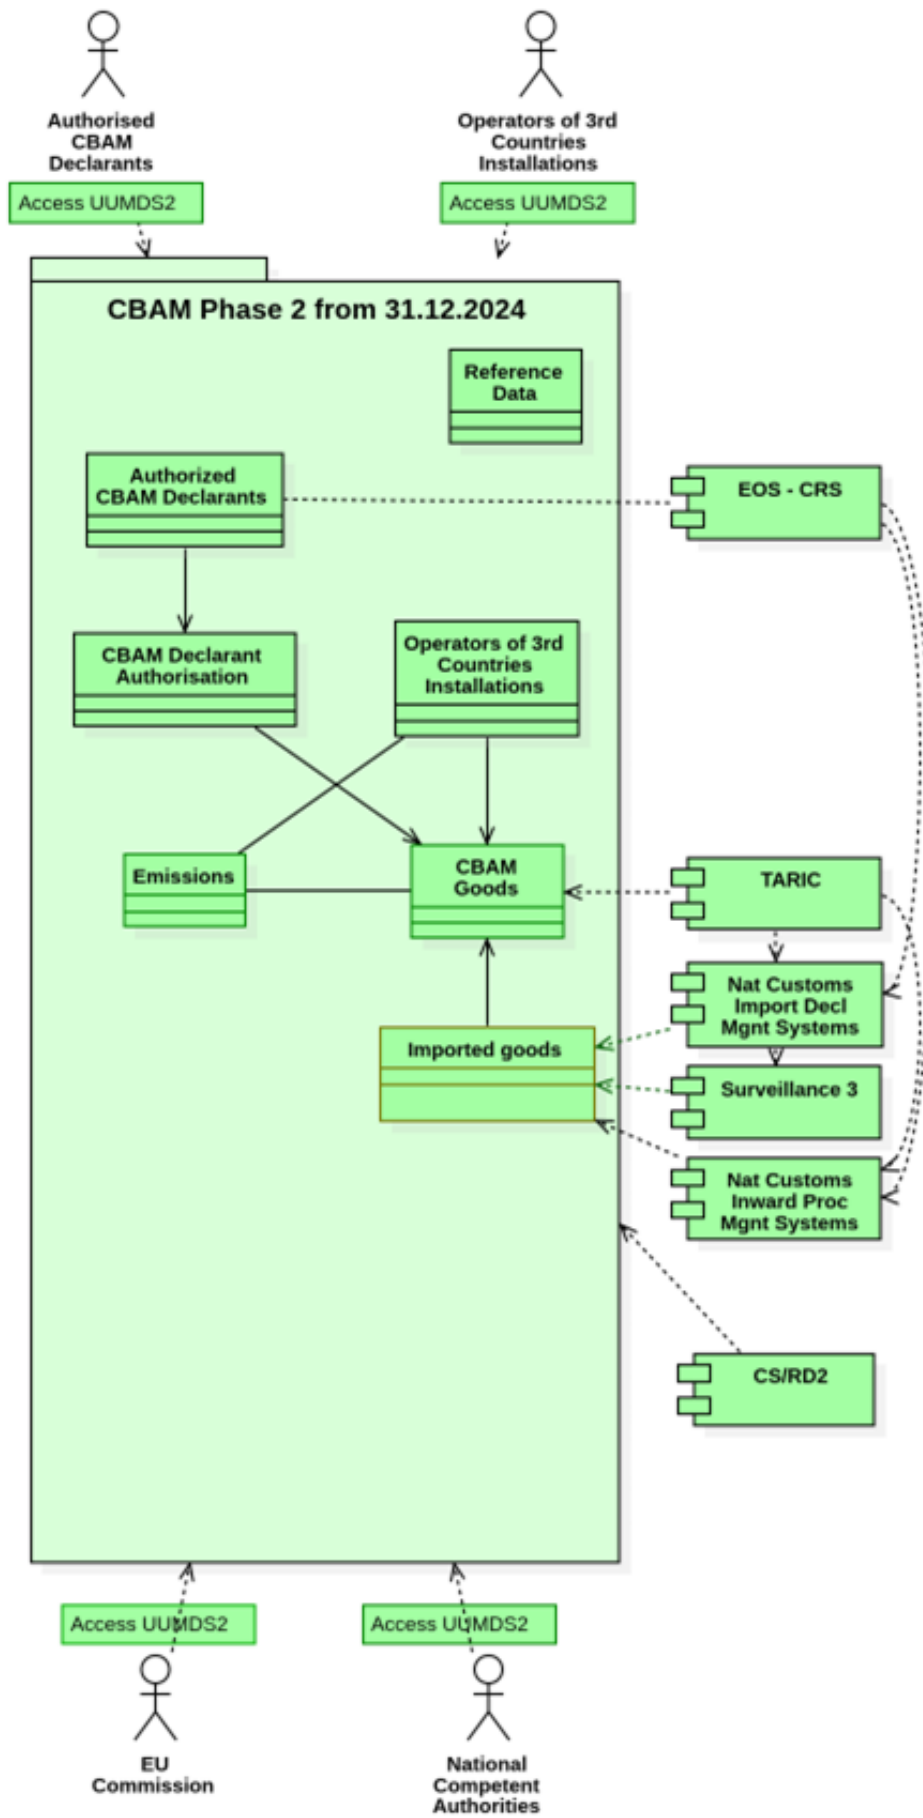 Authorised
CBAM
Declarants
Operators of 3rd
Countries
Installations
Access UUMDS2
Access UUMDS2
CBAM Phase 2 from 31.12.2024
Reference
Data
Authorized
CBAM Declarants
EOS - CRS
CBAM Declarant
Authorisation
Operators of 3rd
Countries
Installations
Emissions
CBAM
Goods
TARIC
Nat Customs
Import Decl
Mgnt Systems
Imported goods
Surveillance 3
Nat Customs
Inward Proc
Mgnt Systems
CS/RD2
Access UUMDS2
Access UUMDS2
EU
Commission
National
Competent
Authorities